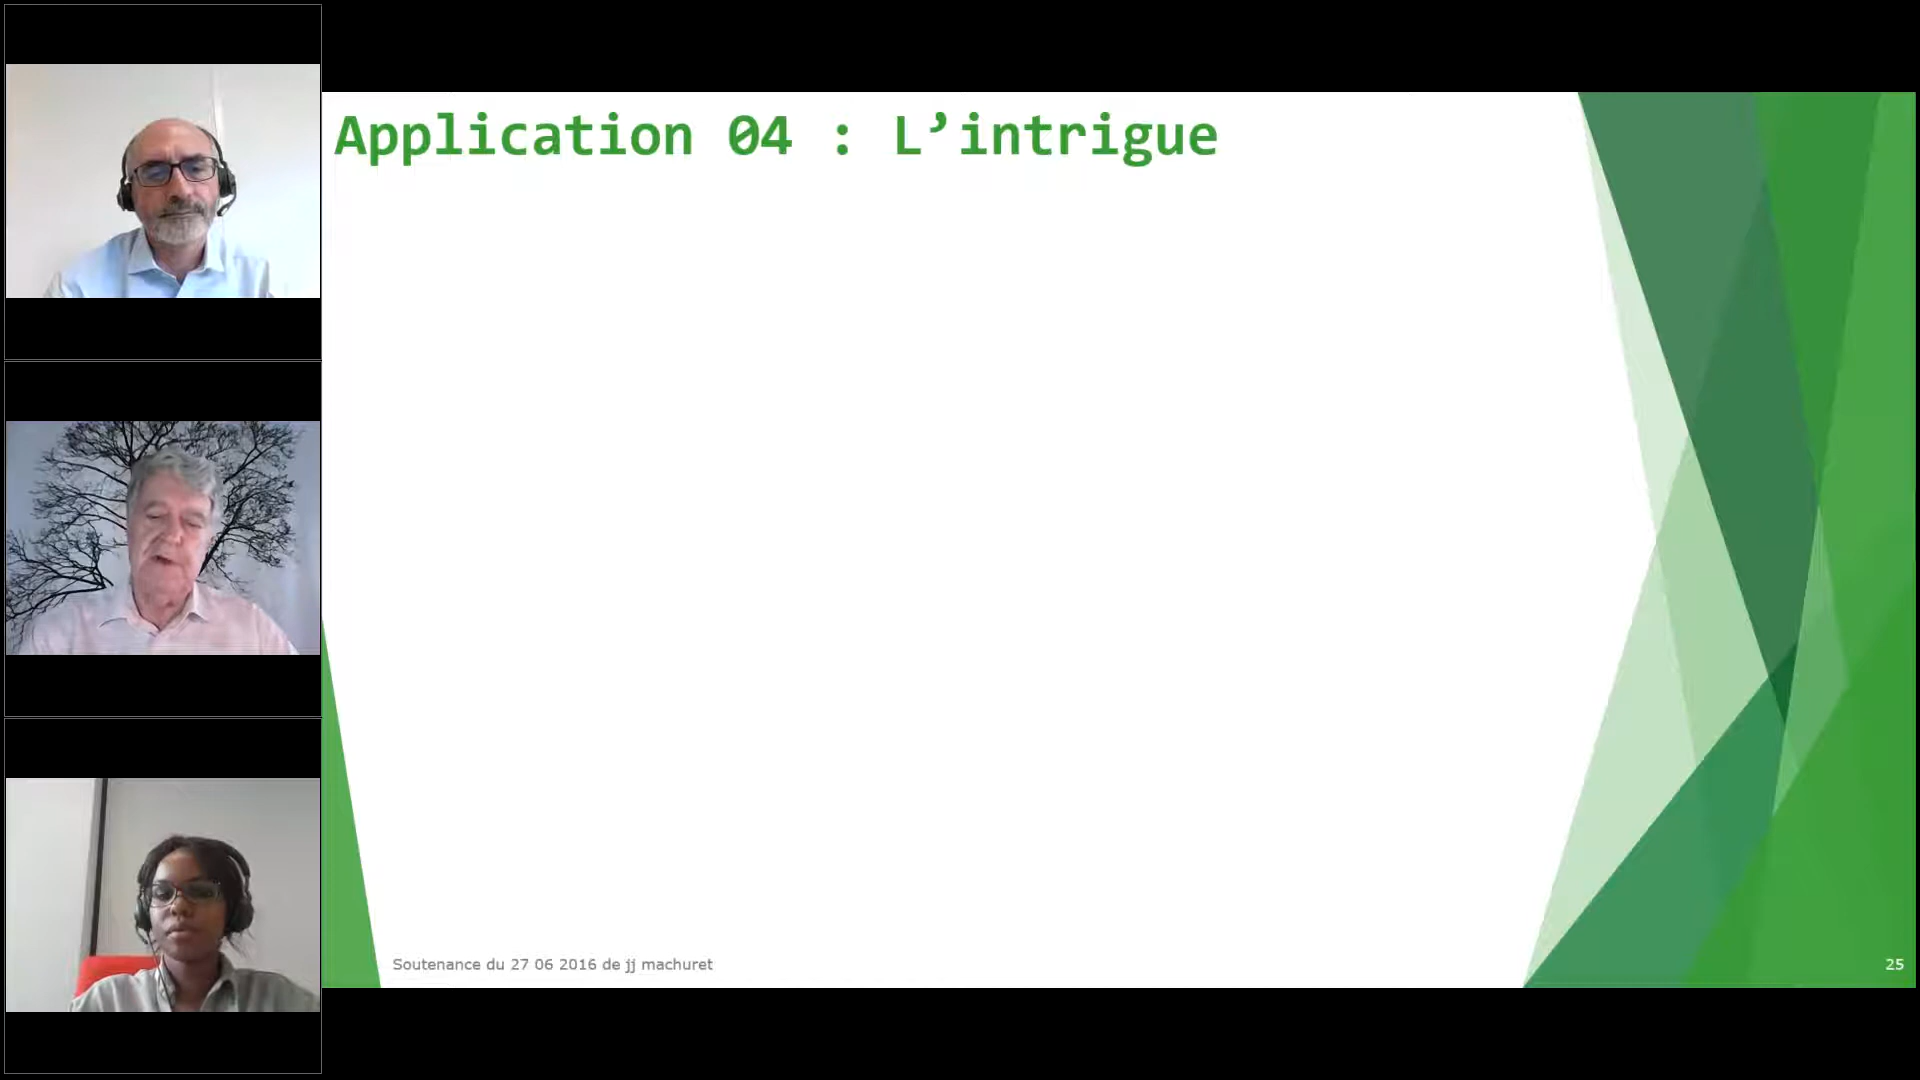 Application 04 : L’intrigue
Soutenance du 27 06 2016 de jj machuret
25